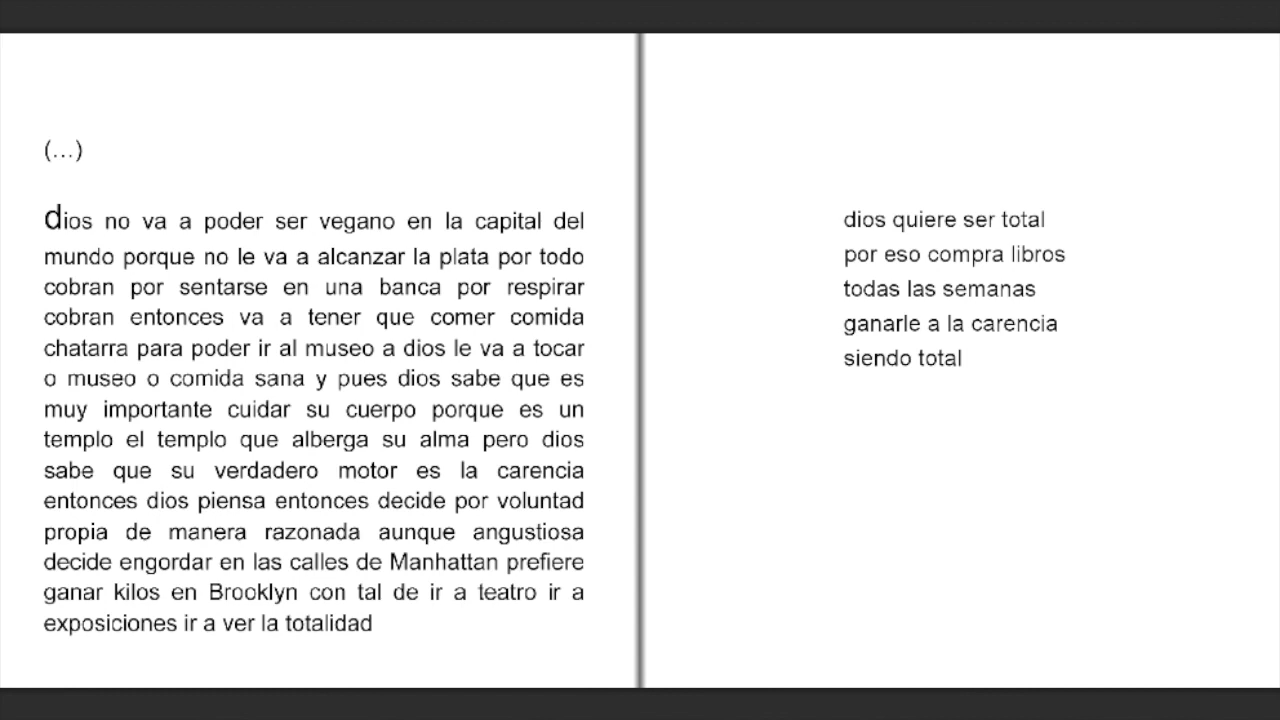 (...)
dios no va a poder ser vegano en la capital del
mundo porque no le va a alcanzar la plata por todo
cobran por sentarse en una banca por respirar
cobran entonces va a tener que comer comida
chatarra para poder ir al museo a dios le va a tocar
o museo o comida sana y pues dios sabe que es
muy importante cuidar su cuerpo porque es un
templo el templo que alberga su alma pero dios
sabe que su verdadero motor es la carencia
entonces dios piensa entonces decide por voluntad
propia de manera razonada aunque angustiosa
decide engordar en las calles de Manhattan prefiere
ganar kilos en Brooklyn con tal de ir a teatro ir a
exposiciones ir a ver la totalidad
dios quiere ser total
por eso compra libros
todas las semanas
ganarle a la carencia
siendo total